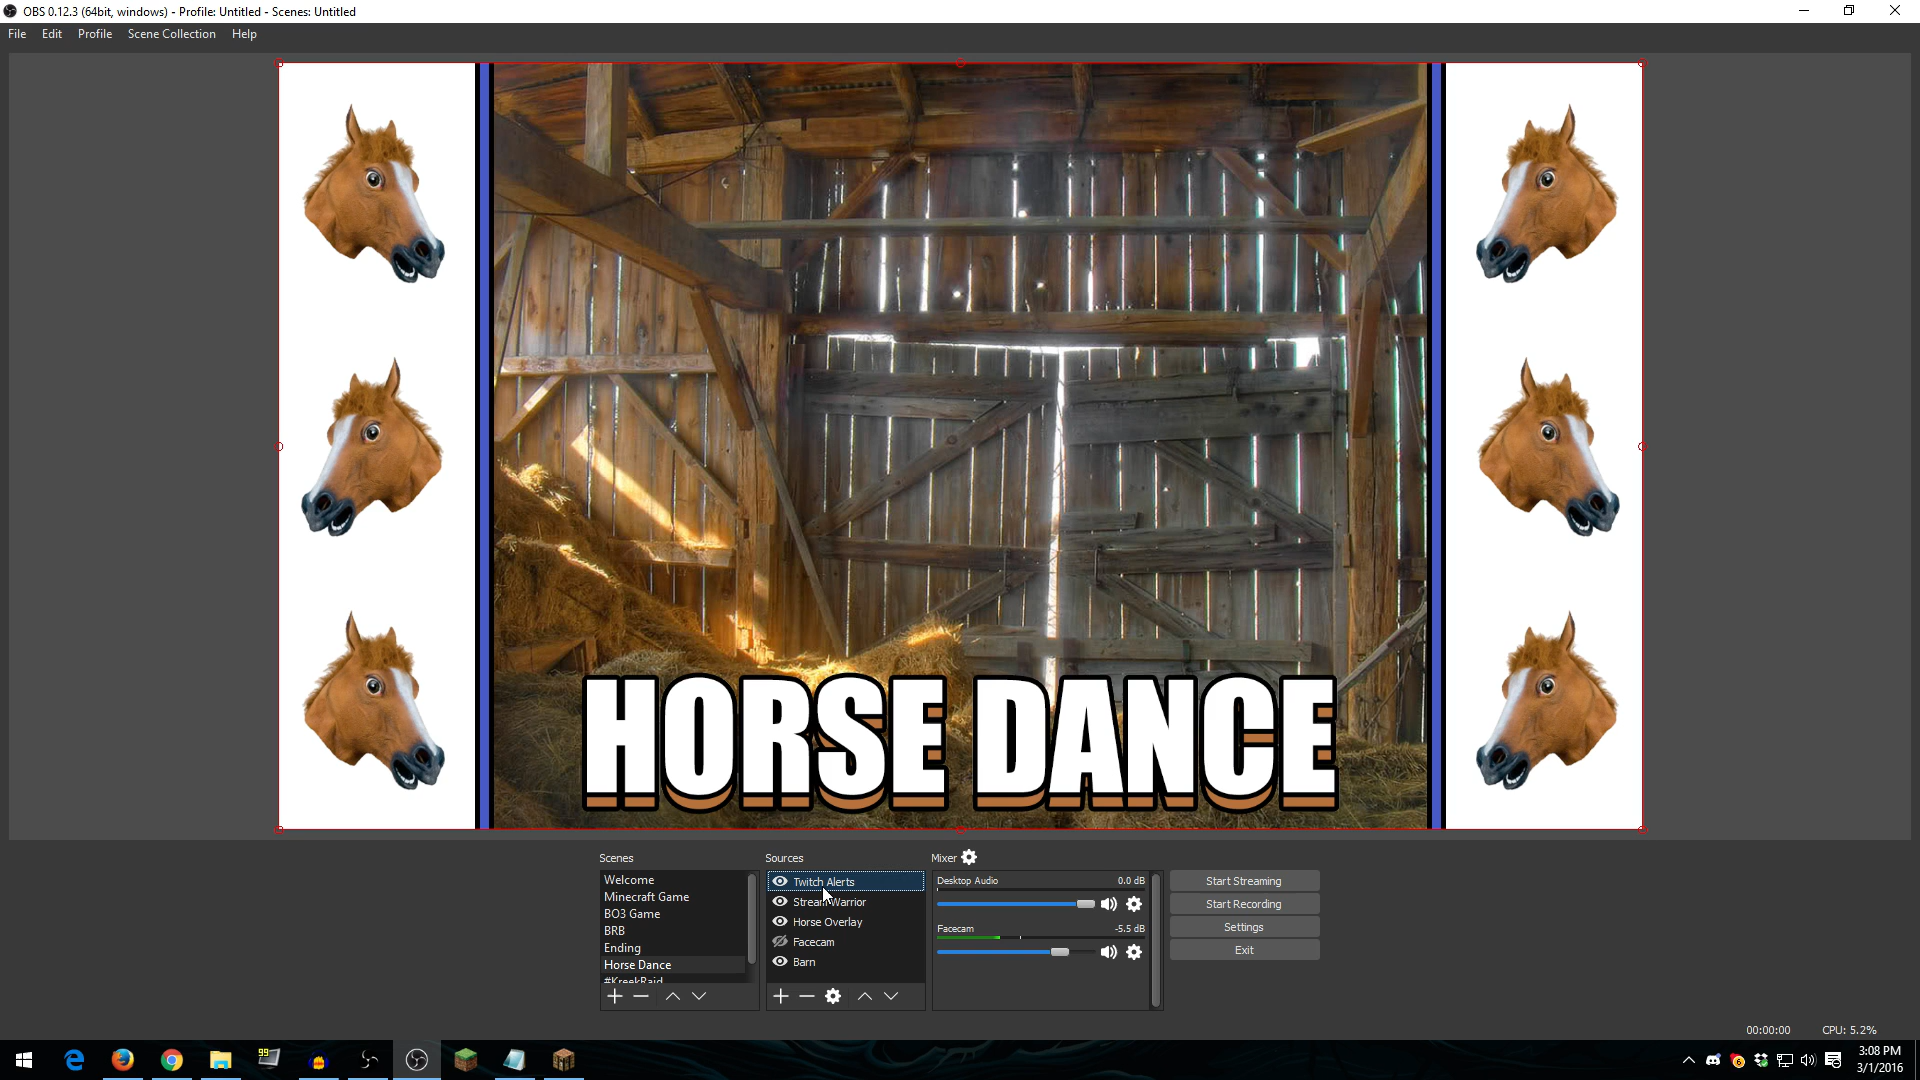 OBS 0.12.3 (64bit, windows) - Profile: Untitled - Scenes: Untitled
File Edit Profile Scene Collection Help
HORSE DANCE
Scenes
Welcome
Minecraft Game
BO3 Game
BRB
Ending
Horse Dance
#KreekRaid
Sources
Twitch Alerts
Stream Warrior
Horse Overlay
Facecam
Barn
Mixer
Desktop Audio 0.0 dB
Facecam -5.5 dB
Start Streaming
Start Recording
Settings
Exit
00:00:00 CPU: 5.2%
99
6
3:08 PM
3/1/2016